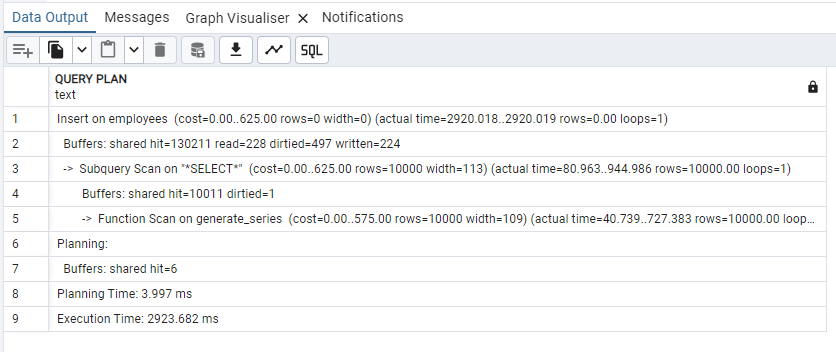 Data Output Messages Graph Visualiser Notifications
SQL
QUERY PLAN
text
1 Insert on employees (cost=0.00..625.00 rows=0 width=0) (actual time=2920.018..2920.019 rows=0.00 loops=1)
2 Buffers: shared hit=130211 read=228 dirtied=497 written=224
3 -> Subquery Scan on "*SELECT*" (cost=0.00..625.00 rows=10000 width=113) (actual time=80.963..944.986 rows=10000.00 loops=1)
4 Buffers: shared hit=10011 dirtied=1
5 -> Function Scan on generate_series (cost=0.00..575.00 rows=10000 width=109) (actual time=40.739..727.383 rows=10000.00 loop...
6 Planning:
7 Buffers: shared hit=6
8 Planning Time: 3.997 ms
9 Execution Time: 2923.682 ms